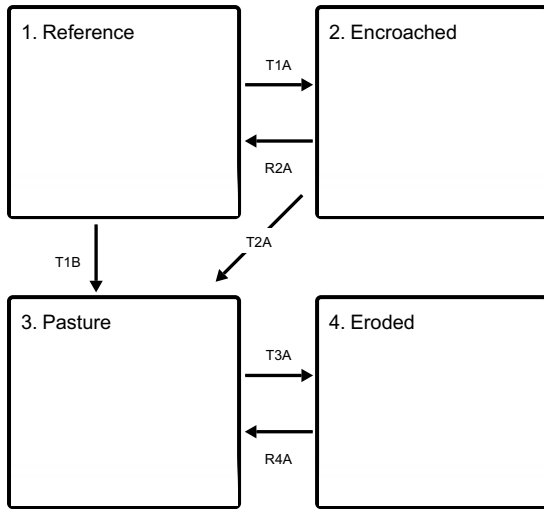 1. Reference
2. Encroached
T1A
R2A
T2A
T1B
3. Pasture
4. Eroded
T3A
R4A